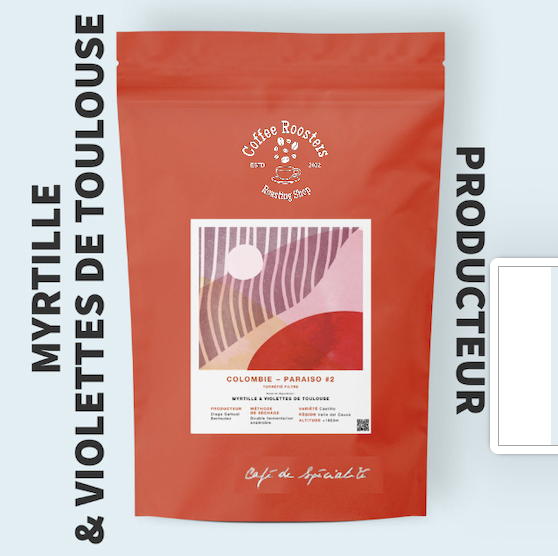 MYRTILLE
& VIOLETTES DE TOULOUSE
Coffee Roosters
ESTD 2022
Roasting Shop
COLOMBIE – PARAISO #2
TORRÉFIÉ FILTRE
MYRTILLE & VIOLETTES DE TOULOUSE
PRODUCTEUR
Diego Samuel
Bermudez
MÉTHODE
DE SÉCHAGE
Double fermentation
anaérobie
VARIÉTÉ Castillo
RÉGION Valle del Cauca
ALTITUDE +1930m
Café de Spécialité
PRODUCTEUR